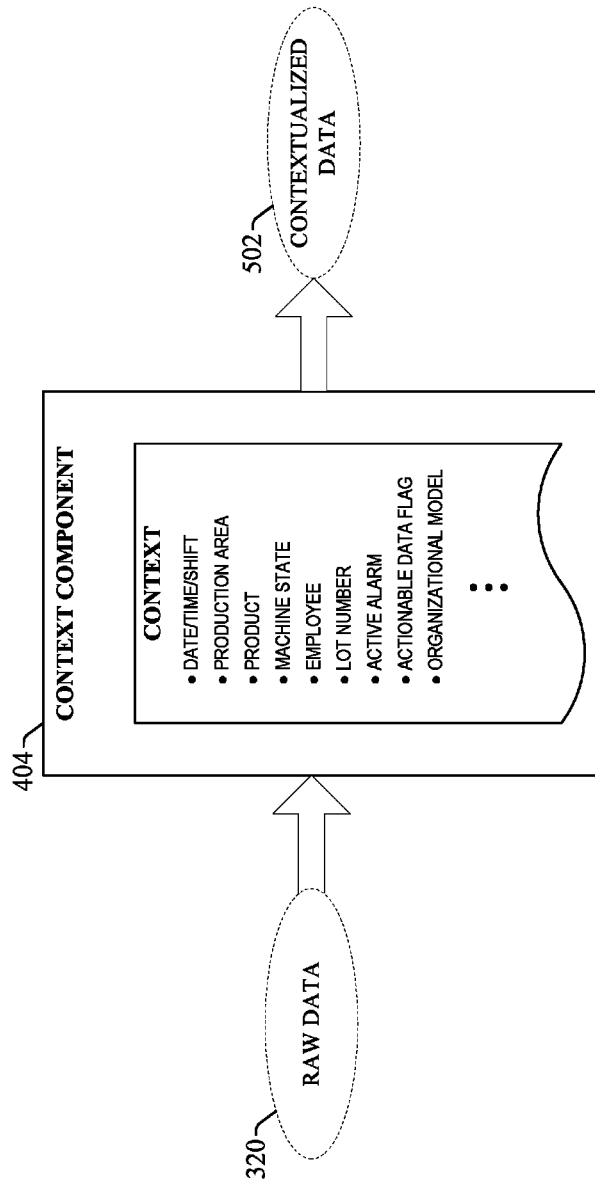 404
CONTEXT COMPONENT
CONTEXT
• DATE/TIME/SHIFT
• PRODUCTION AREA
• PRODUCT
• MACHINE STATE
• EMPLOYEE
• LOT NUMBER
• ACTIVE ALARM
• ACTIONABLE DATA FLAG
• ORGANIZATIONAL MODEL
320
RAW DATA
502
CONTEXTUALIZED
DATA